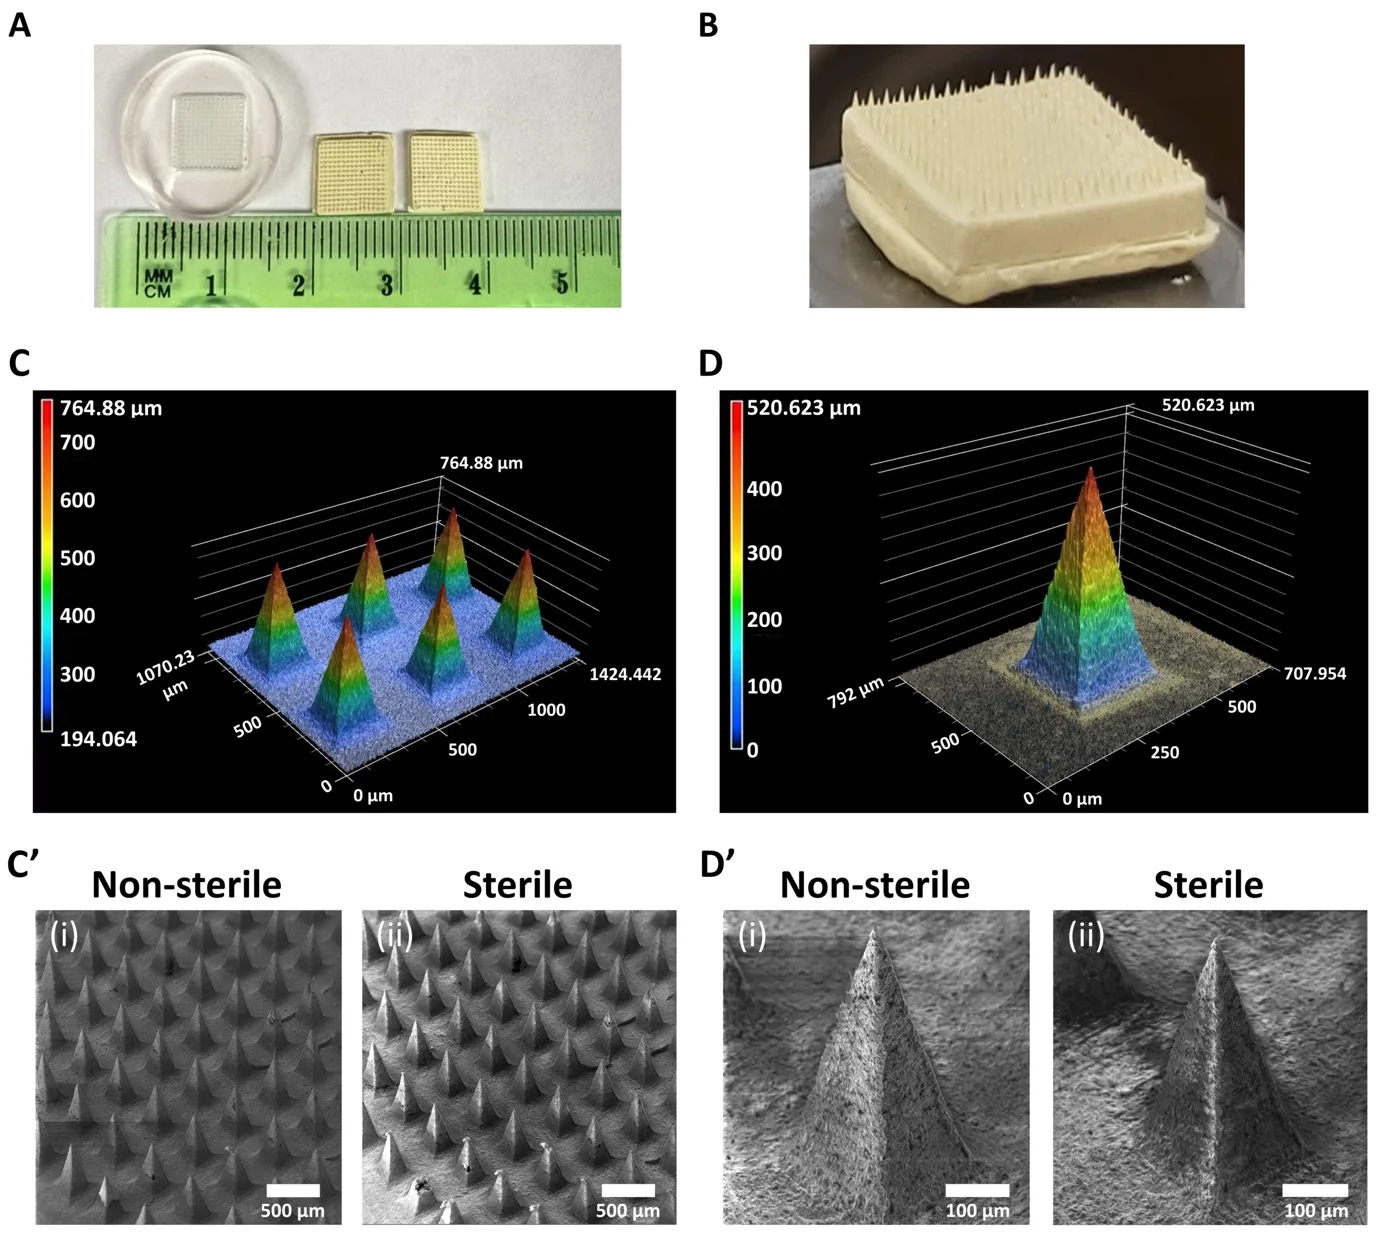 A
B
MM
CM
1
2
3
4
5
C
D
764.88 µm
700
600
500
400
300
194.064
764.88 µm
1070.23
µm
500
0
0 µm
500
1000
1424.442
520.623 µm
400
300
200
100
0
520.623 µm
792 µm
500
0
0 µm
250
500
707.954
C’
Non-sterile
Sterile
D’
Non-sterile
Sterile
(i)
(ii)
(i)
(ii)
500 µm
500 µm
100 µm
100 µm